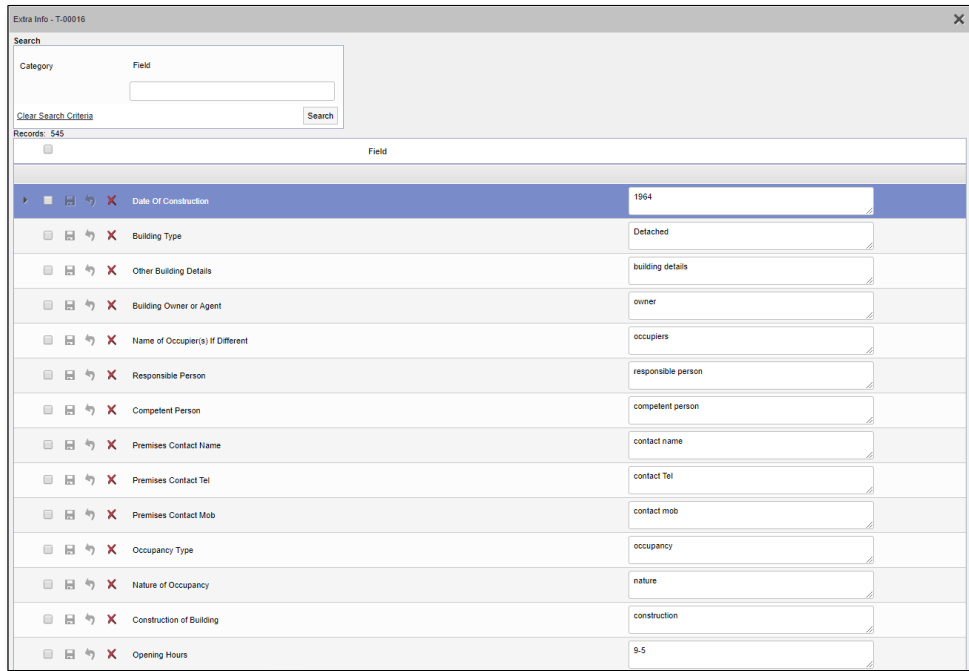 Extra Info - T-00016
Search
Category Field
Clear Search Criteria Search
Records: 545
Field
Date Of Construction 1964
Building Type Detached
Other Building Details building details
Building Owner or Agent owner
Name of Occupier(s) If Different occupiers
Responsible Person responsible person
Competent Person competent person
Premises Contact Name contact name
Premises Contact Tel contact Tel
Premises Contact Mob contact mob
Occupancy Type occupancy
Nature of Occupancy nature
Construction of Building construction
Opening Hours 9-5